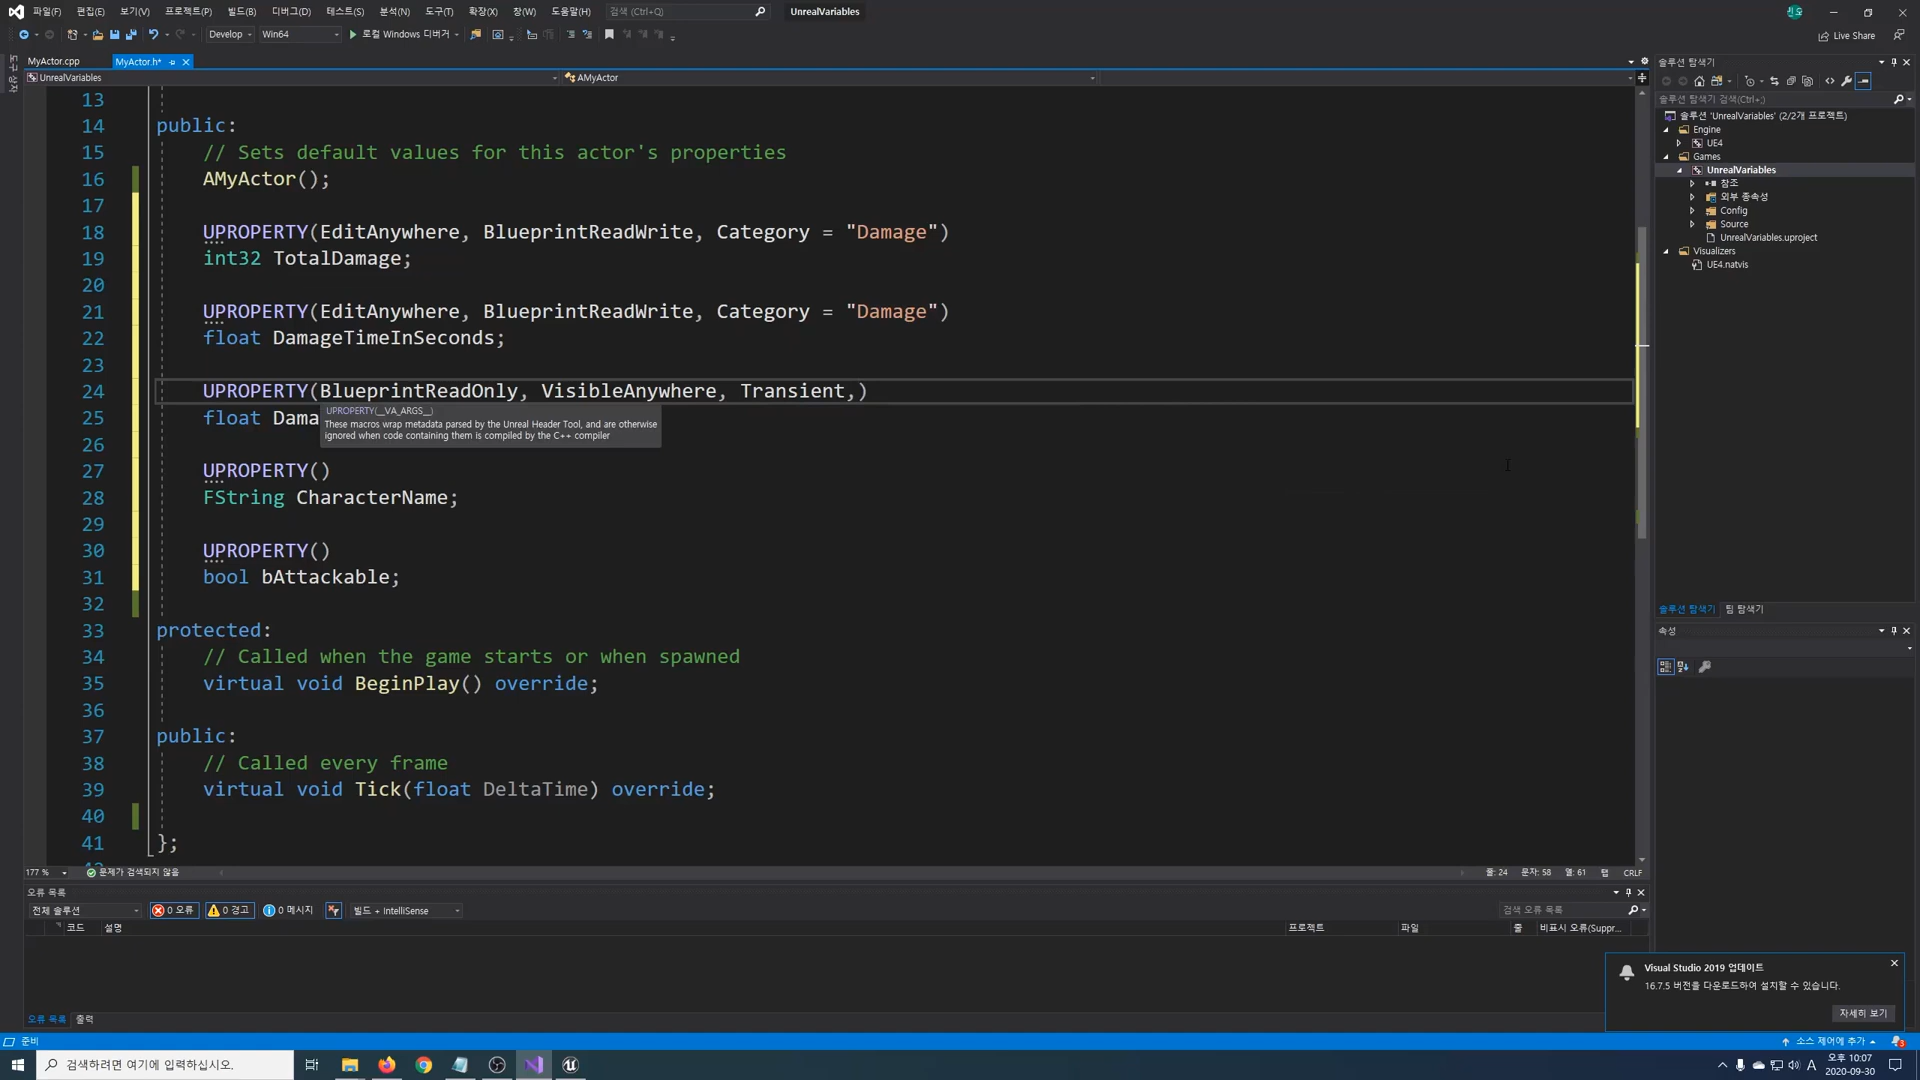 파일(F) 편집(E) 보기(V) 프로젝트(P) 빌드(B) 디버그(D) 테스트(S) 분석(N) 도구(T) 확장(X) 창(W) 도움말(H) 검색 (Ctrl+Q) UnrealVariables
Develop Win64 로컬 Windows 디버거 Live Share
MyActor.cpp MyActor.h*
UnrealVariables AMyActor
13
14 public:
15 // Sets default values for this actor's properties
16 AMyActor();
17
18 UPROPERTY(EditAnywhere, BlueprintReadWrite, Category = "Damage")
19 int32 TotalDamage;
20
21 UPROPERTY(EditAnywhere, BlueprintReadWrite, Category = "Damage")
22 float DamageTimeInSeconds;
23
24 UPROPERTY(BlueprintReadOnly, VisibleAnywhere, Transient,)
UPROPERTY(__VA_ARGS__)
25 float Dama
These macros wrap metadata parsed by the Unreal Header Tool, and are otherwise
ignored when code containing them is compiled by the C++ compiler
26
27 UPROPERTY()
28 FString CharacterName;
29
30 UPROPERTY()
31 bool bAttackable;
32
33 protected:
34 // Called when the game starts or when spawned
35 virtual void BeginPlay() override;
36
37 public:
38 // Called every frame
39 virtual void Tick(float DeltaTime) override;
40
41 };
177 % 문제가 검색되지 않음 줄: 24 문자: 58 열: 61 탭 CRLF
오류 목록
전체 솔루션 0 오류 0 경고 0 메시지 빌드 + IntelliSense 검색 오류 목록
코드 설명 프로젝트 파일 줄 비표시 오류(Suppr...
오류 목록 출력
솔루션 탐색기
솔루션 탐색기 검색(Ctrl+;)
솔루션 'UnrealVariables' (2/2개 프로젝트)
Engine
UE4
Games
UnrealVariables
참조
외부 종속성
Config
Source
UnrealVariables.uproject
Visualizers
UE4.natvis
솔루션 탐색기 팀 탐색기
속성
Visual Studio 2019 업데이트
16.7.5 버전을 다운로드하여 설치할 수 있습니다.
자세히 보기
준비 소스 제어에 추가
검색하려면 여기에 입력하십시오. A 오후 10:07
2020-09-30